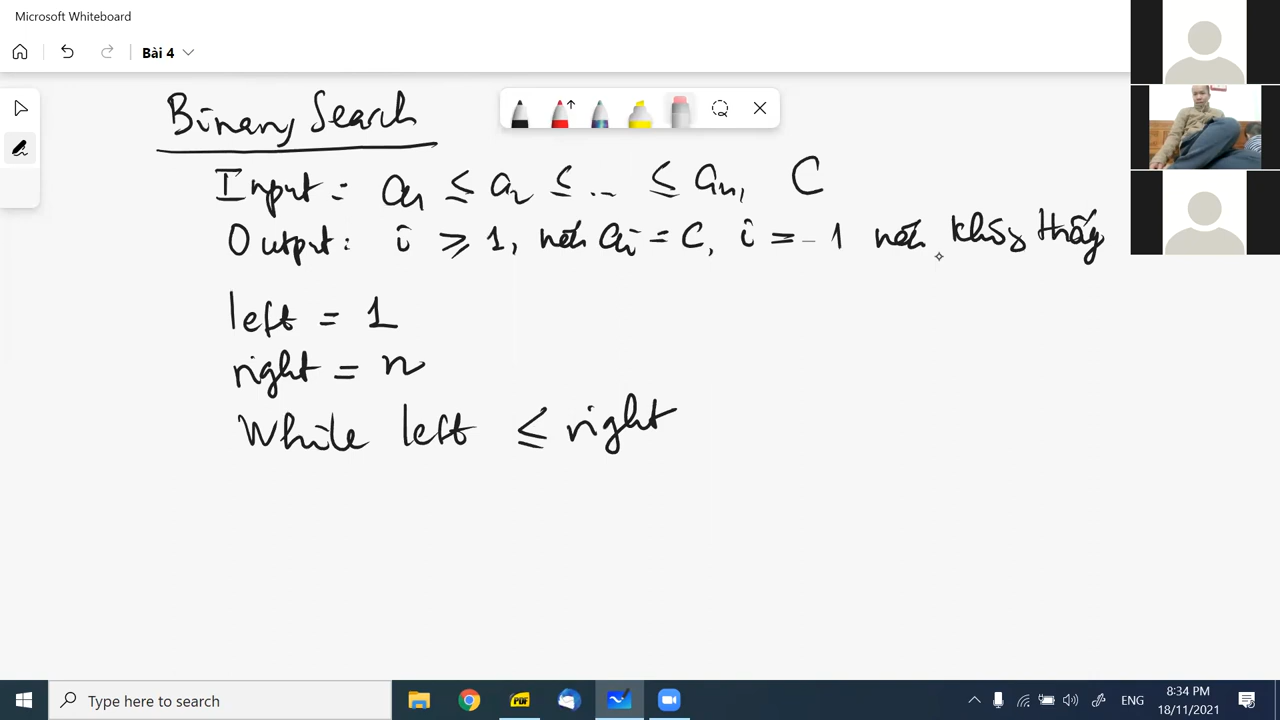 Microsoft Whiteboard
Bài 4
Binary Search
Input: a1 ≤ a2 ≤ ... ≤ an, C
Output: i ≥ 1, nếu ai = C, i = -1 nếu không thấy
left = 1
right = n
While left ≤ right
Type here to search
PDF
ENG
8:34 PM
18/11/2021